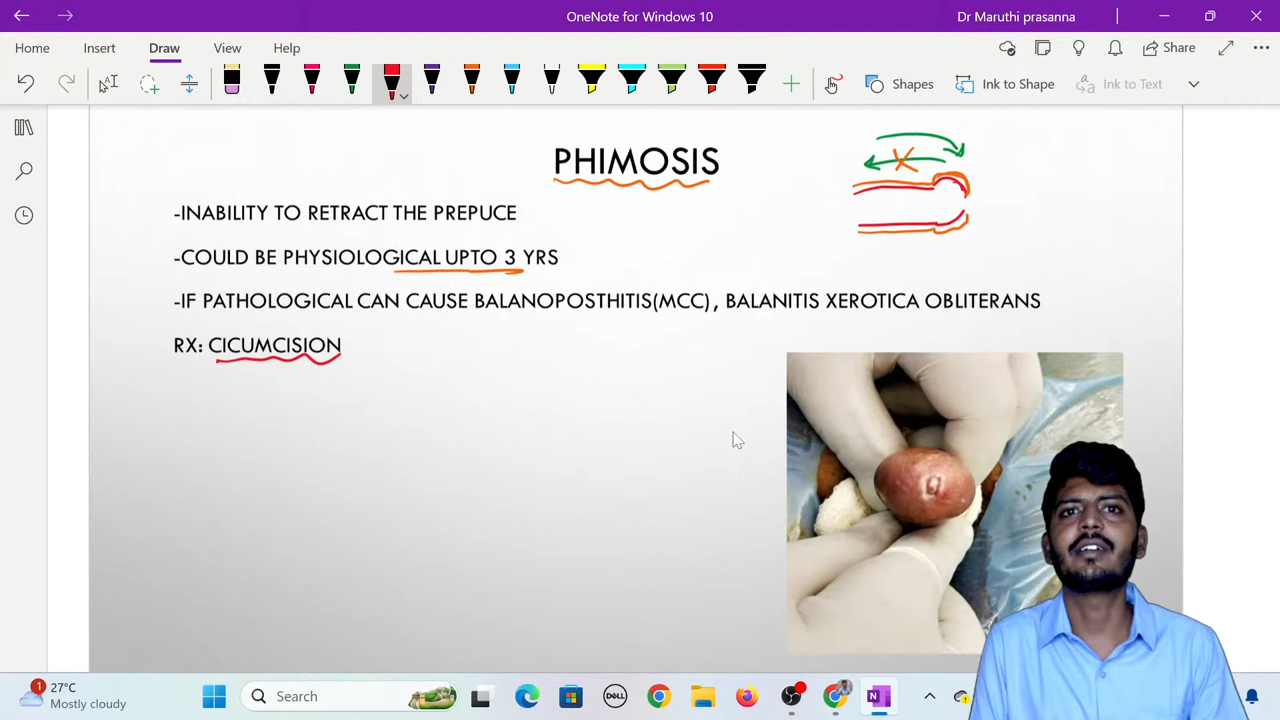 OneNote for Windows 10
Dr Maruthi prasanna
Home Insert Draw View Help
Share
Shapes
Ink to Shape
Ink to Text
PHIMOSIS
-INABILITY TO RETRACT THE PREPUCE
-COULD BE PHYSIOLOGICAL UPTO 3 YRS
-IF PATHOLOGICAL CAN CAUSE BALANOPOSTHITIS(MCC) , BALANITIS XEROTICA OBLITERANS
RX: CICUMCISION
1
27°C
Mostly cloudy
Search
DELL